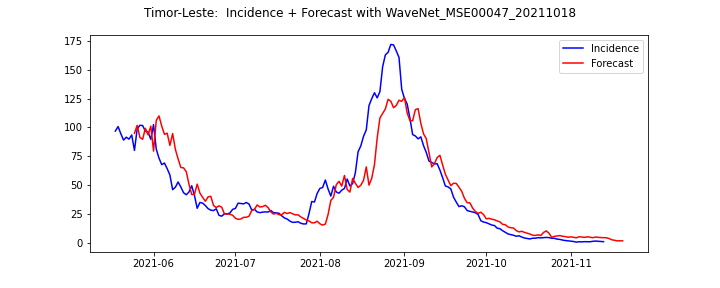 Timor-Leste:  Incidence + Forecast with WaveNet_MSE00047_20211018
Incidence
Forecast
175
150
125
100
75
50
25
0
2021-06 2021-07 2021-08 2021-09 2021-10 2021-11